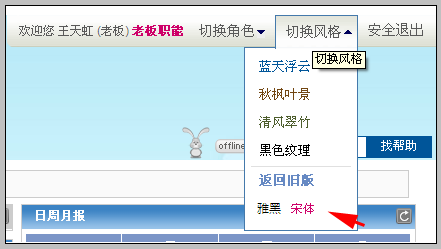 欢迎您 王天虹 (老板) 老板职能 切换角色 切换风格 安全退出
切换风格
蓝天浮云
秋枫叶景
清风翠竹
黑色纹理
offline
找帮助
返回旧版
雅黑 宋体
日周月报